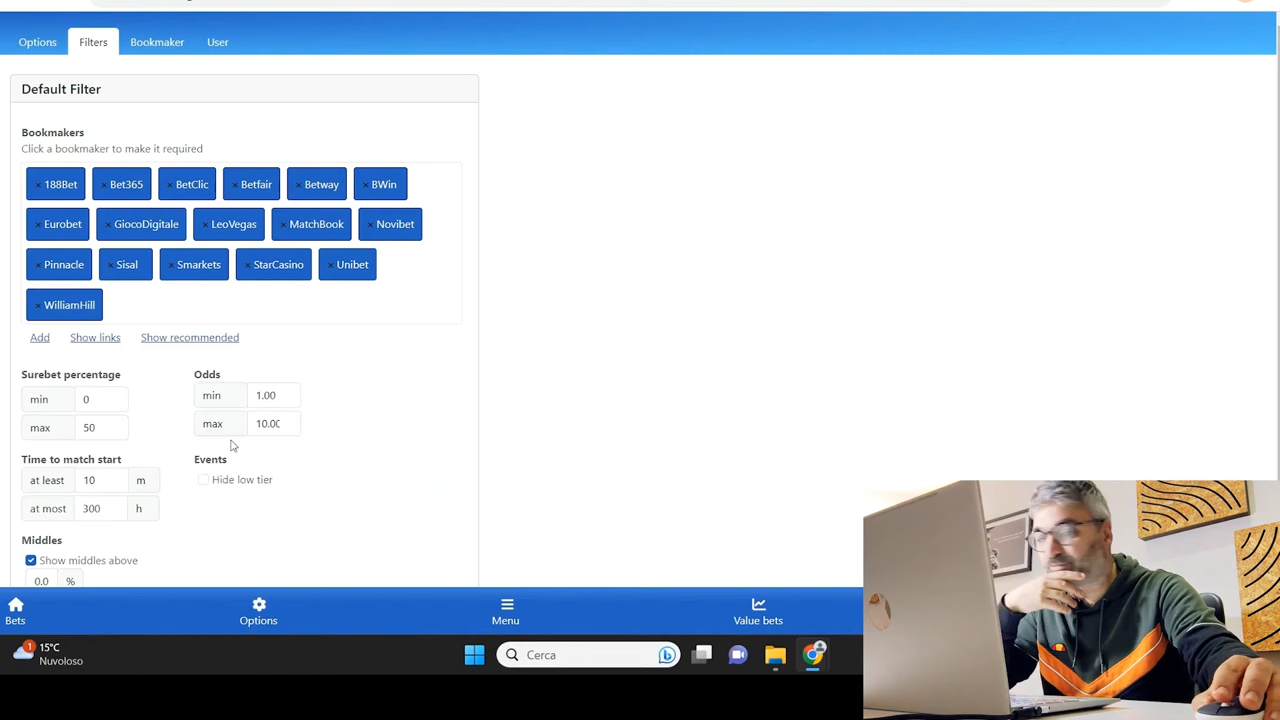 Options Filters Bookmaker User
Default Filter
Bookmakers
Click a bookmaker to make it required
× 188Bet × Bet365 × BetClic × Betfair × Betway × BWin
× Eurobet × GiocoDigitale × LeoVegas × MatchBook × Novibet
× Pinnacle × Sisal × Smarkets × StarCasino × Unibet
× WilliamHill
Add Show links Show recommended
Surebet percentage Odds
min 0 min 1.00
max 50 max 10.00
Time to match start Events
at least 10 m Hide low tier
at most 300 h
Middles
Show middles above
0.0 %
Bets Options Menu Value bets
1 15°C
Nuvoloso
Cerca